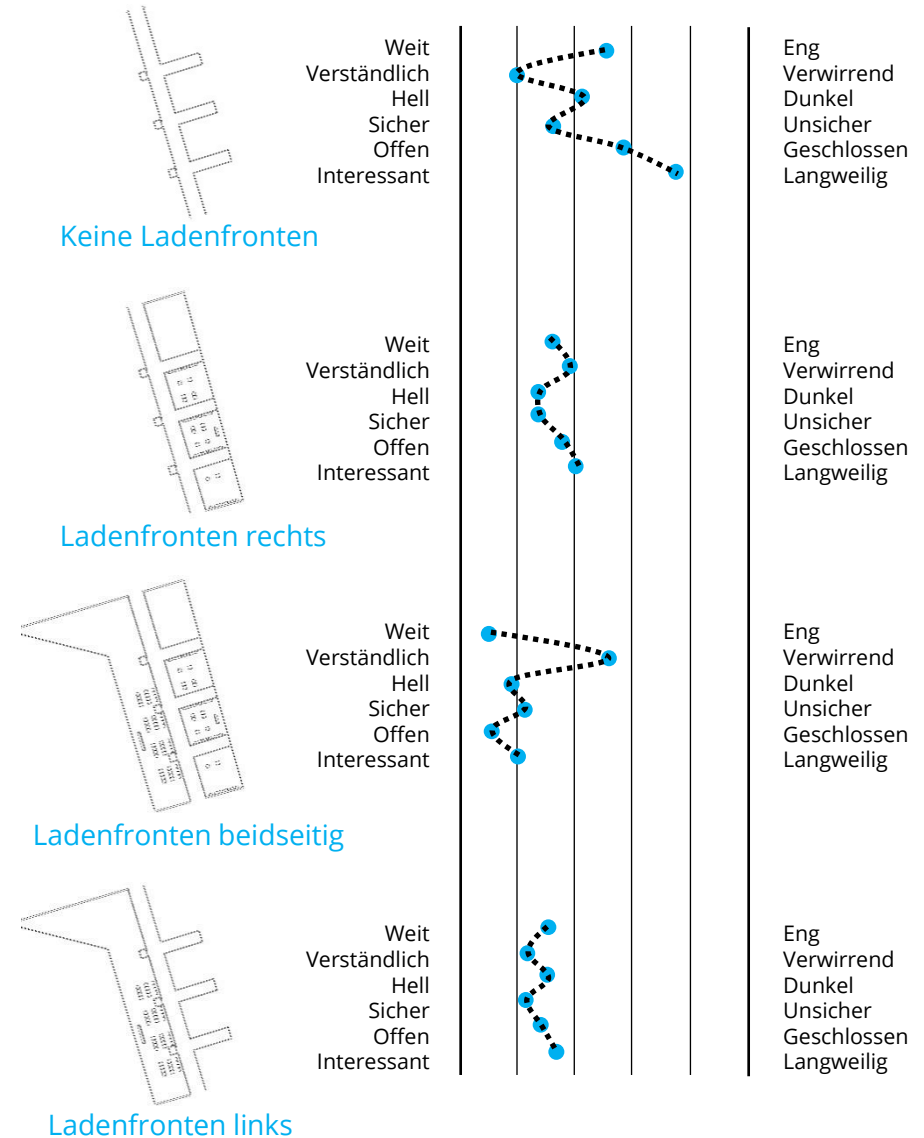 Weit Eng
Verständlich Verwirrend
Hell Dunkel
Sicher Unsicher
Offen Geschlossen
Interessant Langweilig
Keine Ladenfronten
Weit Eng
Verständlich Verwirrend
Hell Dunkel
Sicher Unsicher
Offen Geschlossen
Interessant Langweilig
Ladenfronten rechts
Weit Eng
Verständlich Verwirrend
Hell Dunkel
Sicher Unsicher
Offen Geschlossen
Interessant Langweilig
Ladenfronten beidseitig
Weit Eng
Verständlich Verwirrend
Hell Dunkel
Sicher Unsicher
Offen Geschlossen
Interessant Langweilig
Ladenfronten links